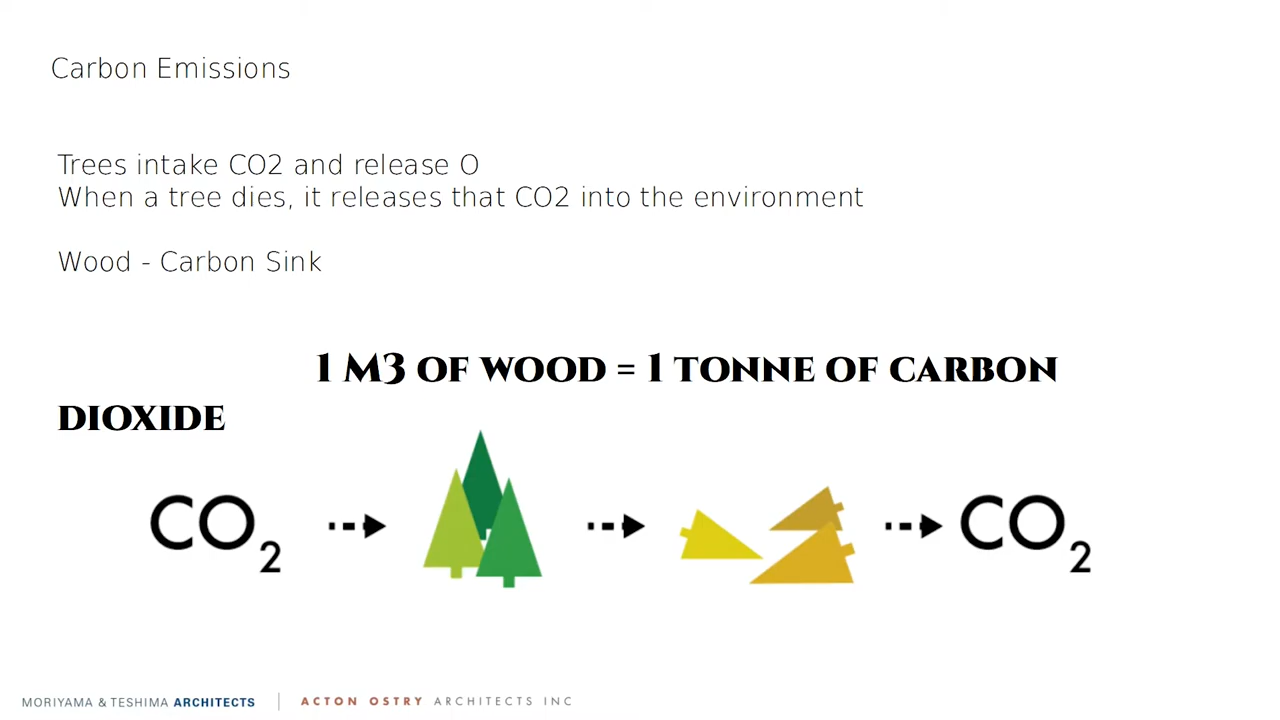 Carbon Emissions
Trees intake CO2 and release O
When a tree dies, it releases that CO2 into the environment
Wood - Carbon Sink
1 M3 OF WOOD = 1 TONNE OF CARBON
DIOXIDE
CO2 CO2
MORIYAMA & TESHIMA ARCHITECTS | ACTON OSTRY ARCHITECTS INC